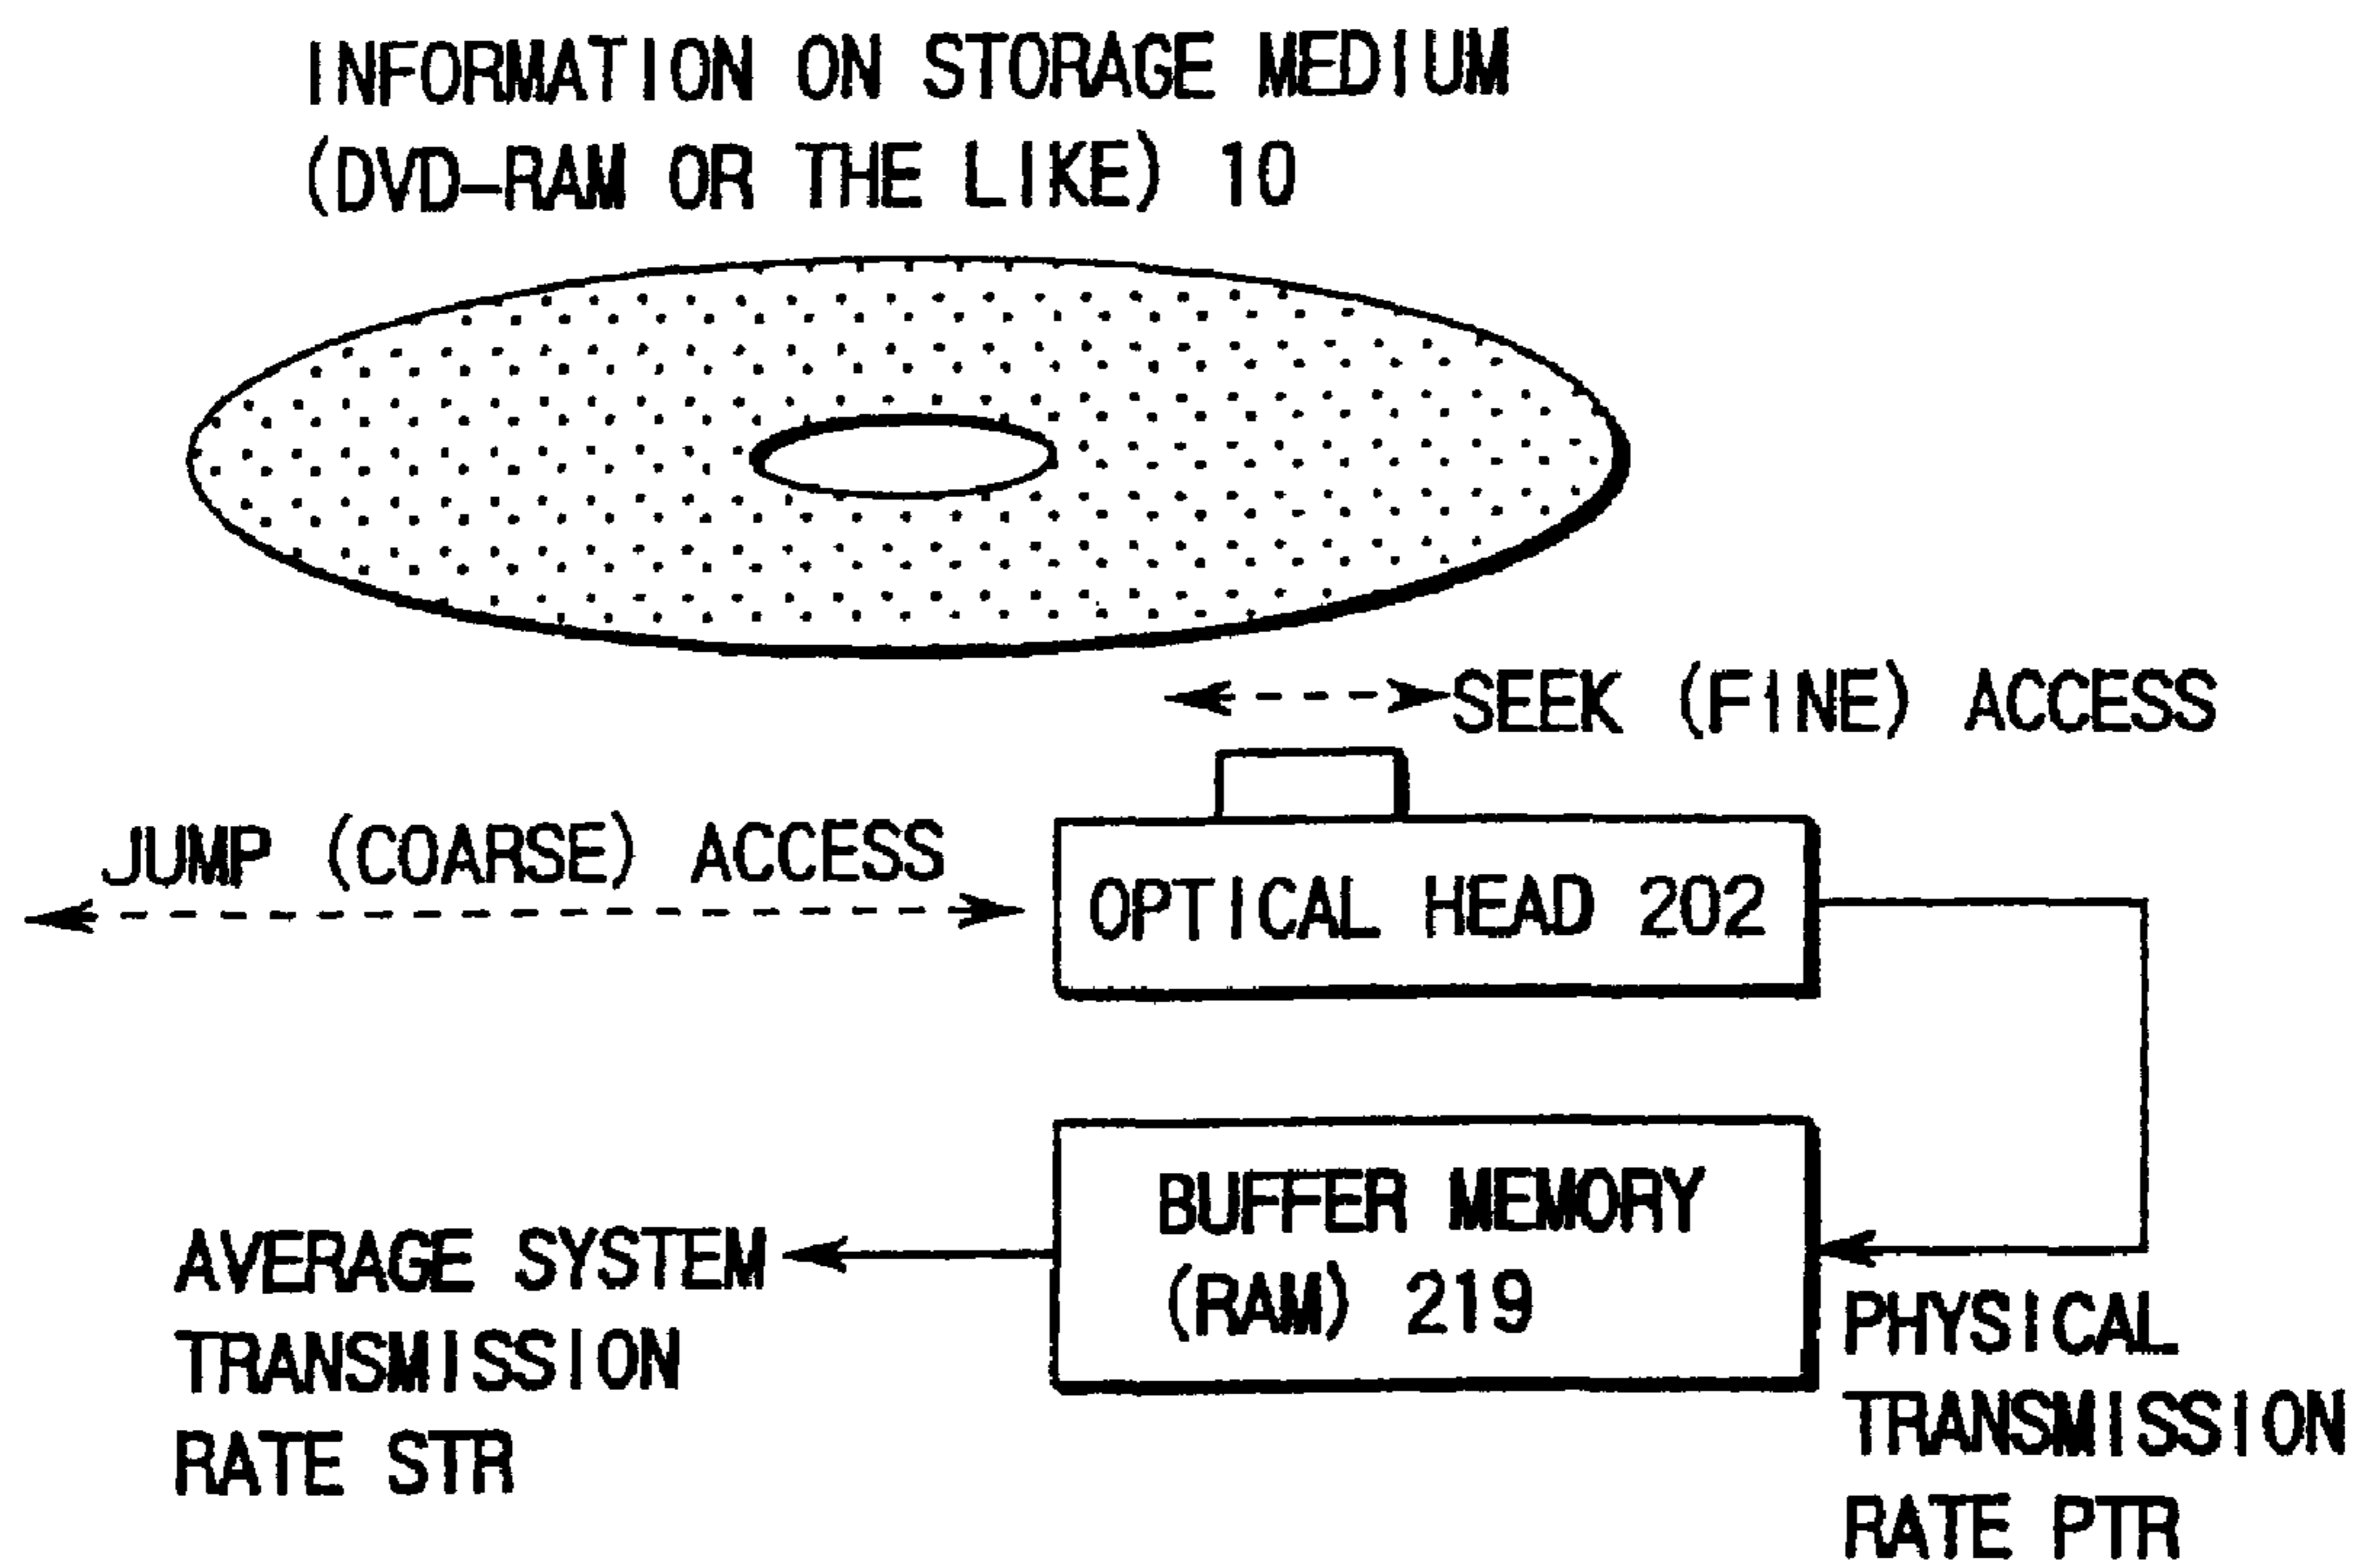 INFORMATION ON STORAGE MEDIUM
(DVD-RAM OR THE LIKE) 10
SEEK (FINE) ACCESS
JUMP (COARSE) ACCESS
OPTICAL HEAD 202
BUFFER MEMORY
(RAM) 219
AVERAGE SYSTEM
TRANSMISSION
RATE STR
PHYSICAL
TRANSMISSION
RATE PTR